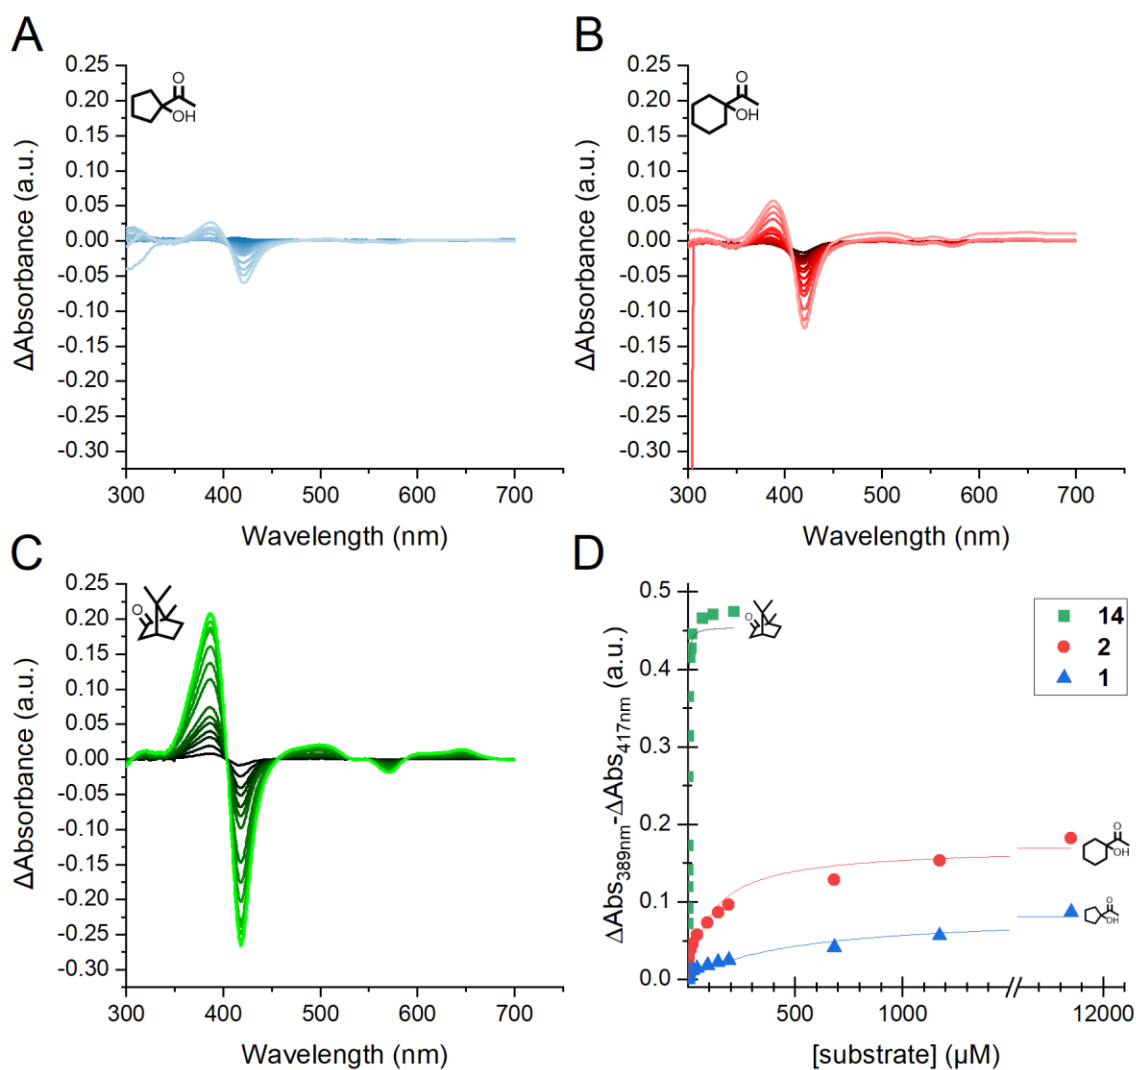 A
0.25
0.20
0.15
0.10
0.05
0.00
-0.05
-0.10
-0.15
-0.20
-0.25
-0.30
ΔAbsorbance (a.u.)
O
OH
300
400
500
600
700
Wavelength (nm)
B
0.25
0.20
0.15
0.10
0.05
0.00
-0.05
-0.10
-0.15
-0.20
-0.25
-0.30
ΔAbsorbance (a.u.)
O
OH
300
400
500
600
700
Wavelength (nm)
C
0.25
0.20
0.15
0.10
0.05
0.00
-0.05
-0.10
-0.15
-0.20
-0.25
-0.30
ΔAbsorbance (a.u.)
O
300
400
500
600
700
Wavelength (nm)
D
0.5
0.4
0.3
0.2
0.1
0.0
ΔAbs389nm-ΔAbs417nm (a.u.)
O
14
2
1
O
OH
O
OH
500
1000
12000
[substrate] (µM)